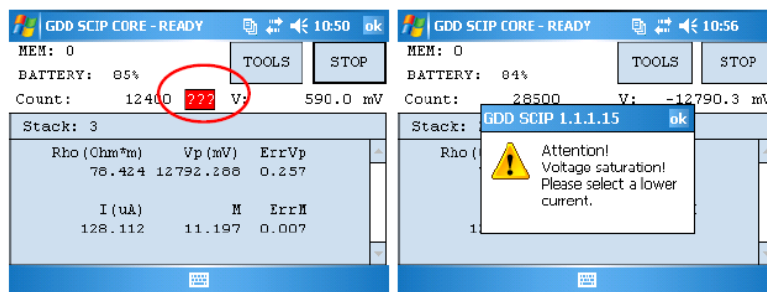 GDD SCIP CORE - READY 10:50 ok
MEM: 0
BATTERY: 85%
TOOLS STOP
Count: 12400 ??? V: 590.0 mV
Stack: 3
Rho (Ohm*m) Vp (mV) ErrVp
78.424 12792.288 0.257
I (uA) M ErrM
128.112 11.197 0.007
GDD SCIP CORE - READY 10:56
MEM: 0
BATTERY: 84%
TOOLS STOP
Count: 28500 V: -12790.3 mV
Stack:
GDD SCIP 1.1.1.15 ok
Rho (
Attention!
Voltage saturation!
Please select a lower
current.